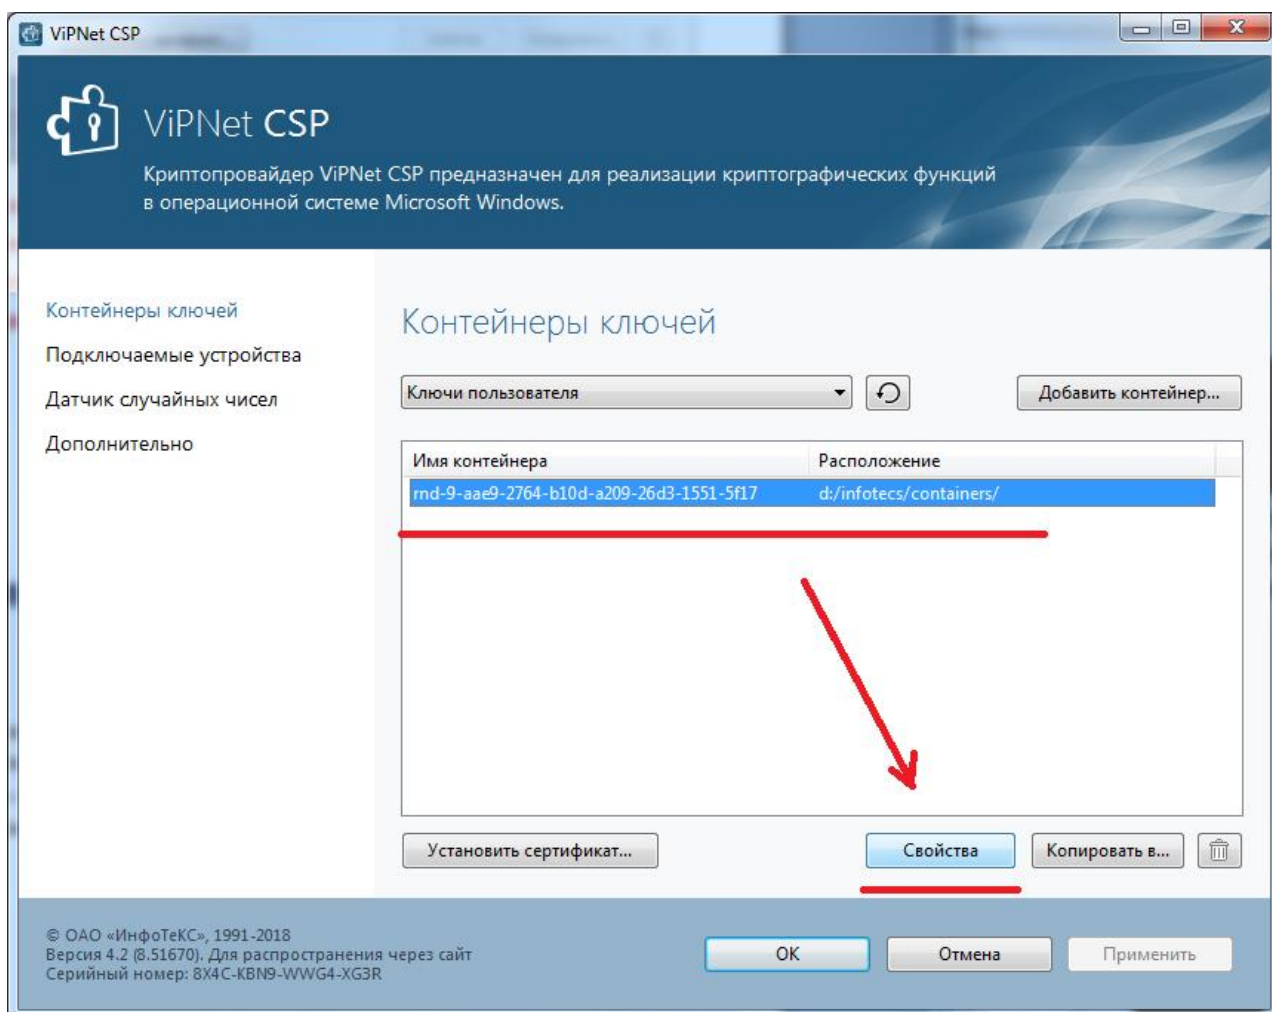 ViPNet CSP
ViPNet CSP
Криптопровайдер ViPNet CSP предназначен для реализации криптографических функций
в операционной системе Microsoft Windows.
Контейнеры ключей
Подключаемые устройства
Датчик случайных чисел
Дополнительно
Контейнеры ключей
Ключи пользователя
Добавить контейнер...
Имя контейнера Расположение
rnd-9-aae9-2764-b10d-a209-26d3-1551-5f17 d:/infotecs/containers/
Установить сертификат... Свойства Копировать в...
© ОАО «ИнфоТеКС», 1991-2018
Версия 4.2 (8.51670). Для распространения через сайт
Серийный номер: 8X4C-KBN9-WWG4-XG3R
OK Отмена Применить